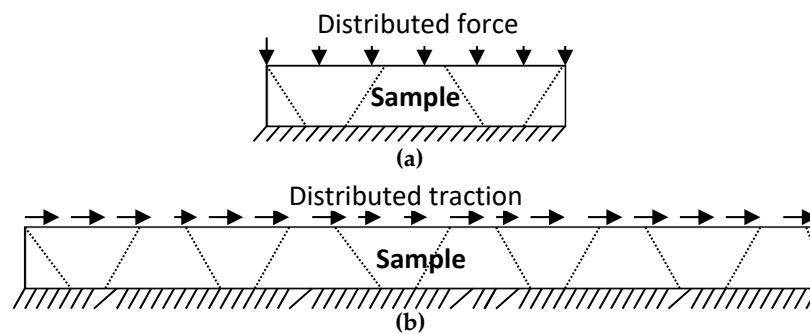 Distributed force
Sample
(a)
Distributed traction
Sample
(b)